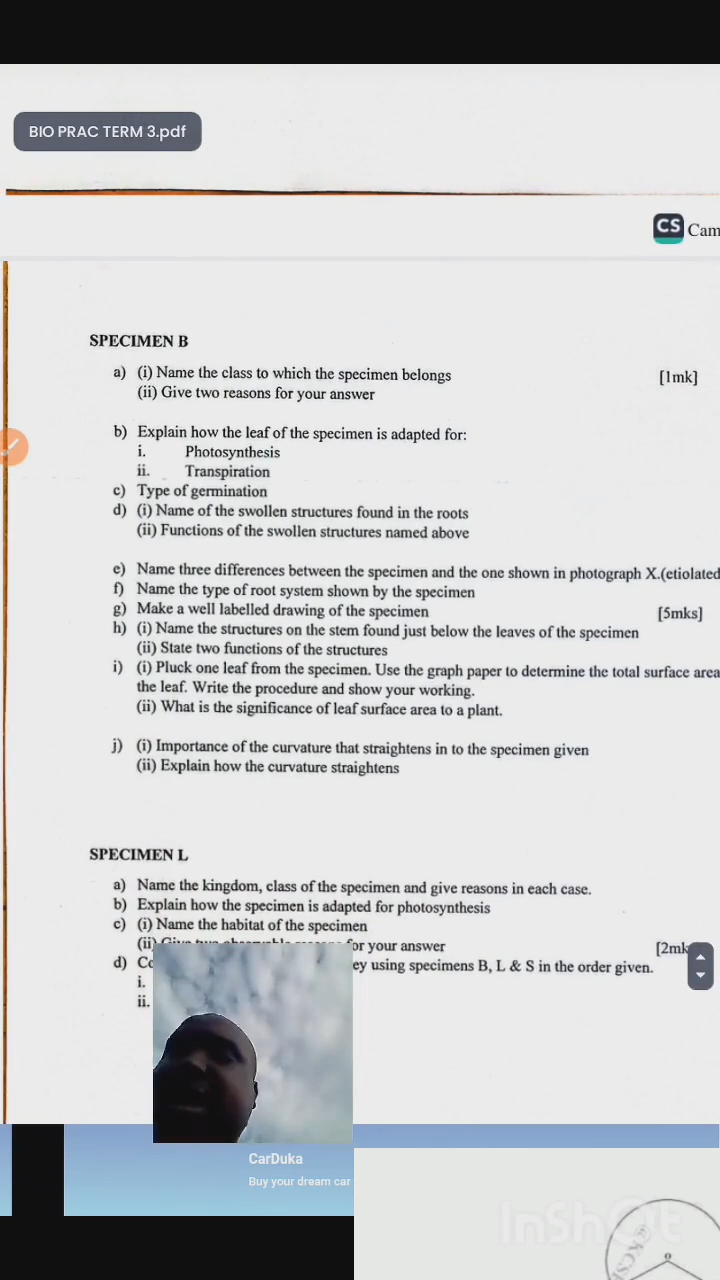 BIO PRAC TERM 3.pdf
CS Cam
SPECIMEN B
a) (i) Name the class to which the specimen belongs [1mk]
(ii) Give two reasons for your answer
b) Explain how the leaf of the specimen is adapted for:
i. Photosynthesis
ii. Transpiration
c) Type of germination
d) (i) Name of the swollen structures found in the roots
(ii) Functions of the swollen structures named above
e) Name three differences between the specimen and the one shown in photograph X.(etiolated
f) Name the type of root system shown by the specimen
g) Make a well labelled drawing of the specimen [5mks]
h) (i) Name the structures on the stem found just below the leaves of the specimen
(ii) State two functions of the structures
i) (i) Pluck one leaf from the specimen. Use the graph paper to determine the total surface area
the leaf. Write the procedure and show your working.
(ii) What is the significance of leaf surface area to a plant.
j) (i) Importance of the curvature that straightens in to the specimen given
(ii) Explain how the curvature straightens
SPECIMEN L
a) Name the kingdom, class of the specimen and give reasons in each case.
b) Explain how the specimen is adapted for photosynthesis
c) (i) Name the habitat of the specimen
(ii) for your answer [2mk
d) ey using specimens B, L & S in the order given.
i.
ii.
CarDuka
Buy your dream car
InShOt